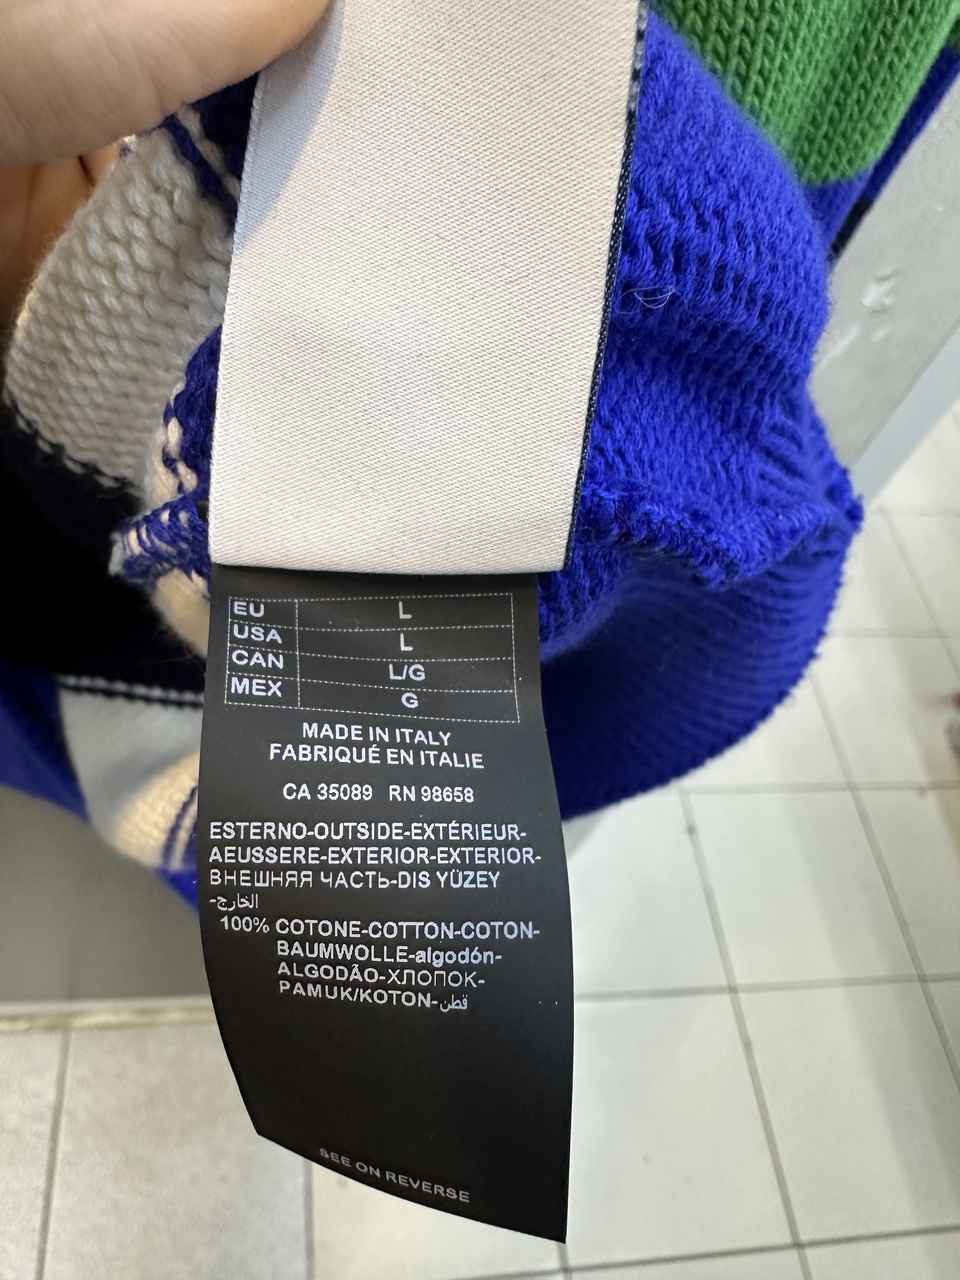 EU L
USA L
CAN L/G
MEX G
MADE IN ITALY
FABRIQUÉ EN ITALIE
CA 35089 RN 98658
ESTERNO-OUTSIDE-EXTÉRIEUR-
AEUSSERE-EXTERIOR-EXTERIOR-
ВНЕШНЯЯ ЧАСТЬ-DIS YÜZEY
-الخارج
100% COTONE-COTTON-COTON-
BAUMWOLLE-algodón-
ALGODÃO-ХЛОПОК-
PAMUK/KOTON-قطن
SEE ON REVERSE